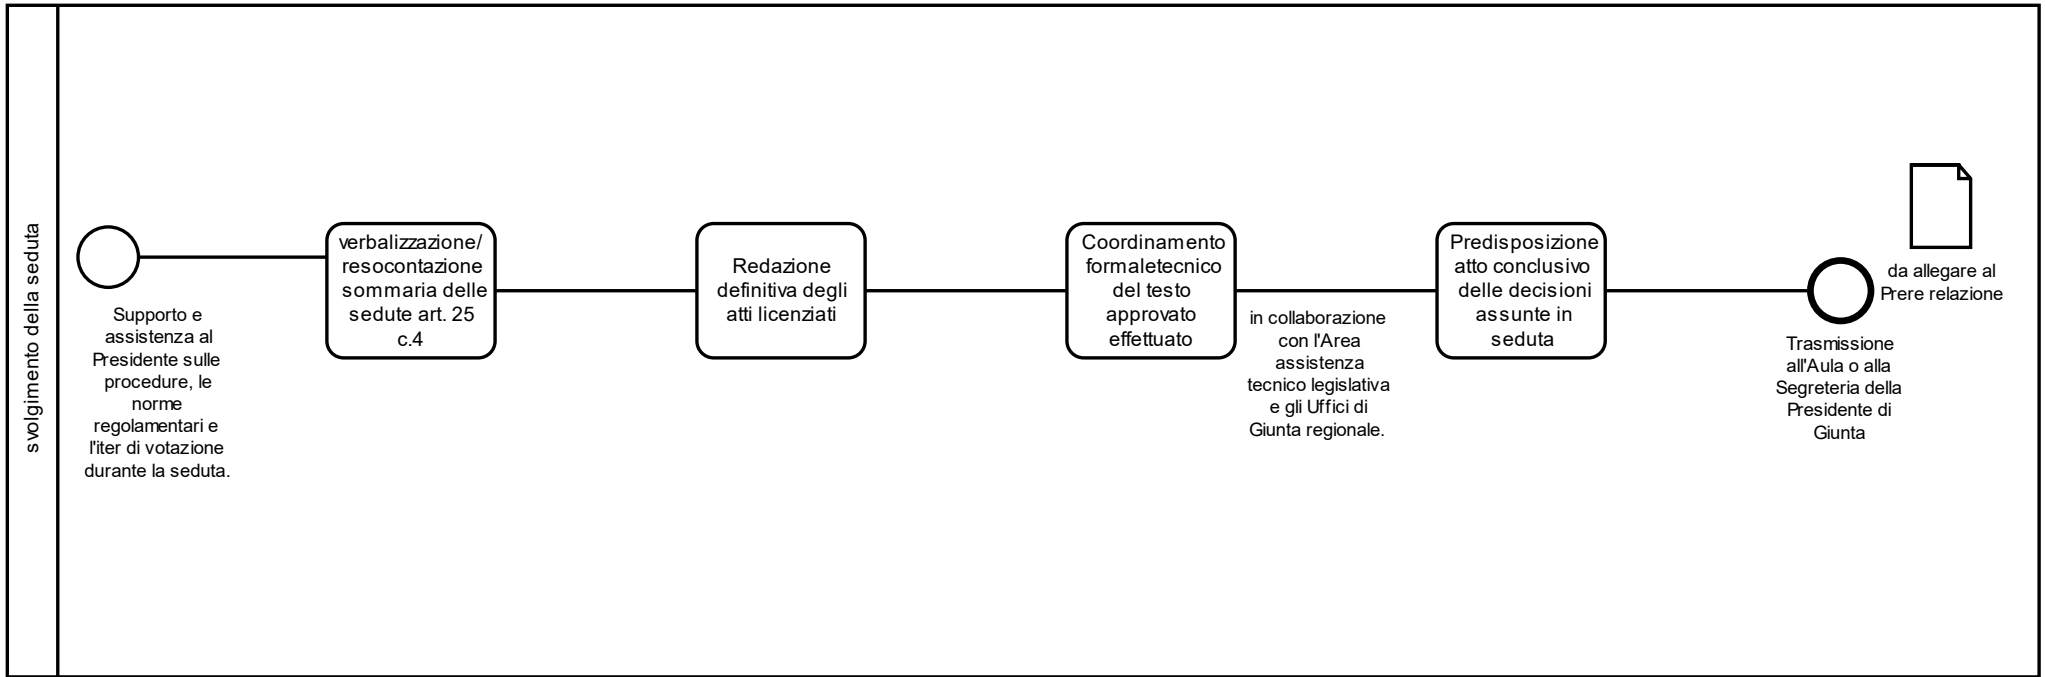 svolgimento della seduta
Supporto e
assistenza al
Presidente sulle
procedure, le
norme
regolamentari e
l'iter di votazione
durante la seduta.
verbalizzazione/
resocontazione
sommaria delle
sedute art. 25
c.4
Redazione
definitiva degli
atti licenziati
Coordinamento
formaletecnico
del testo
approvato
effettuato
in collaborazione
con l'Area
assistenza
tecnico legislativa
e gli Uffici di
Giunta regionale.
Predisposizione
atto conclusivo
delle decisioni
assunte in
seduta
Trasmissione
all'Aula o alla
Segreteria della
Presidente di
Giunta
da allegare al
Prere relazione